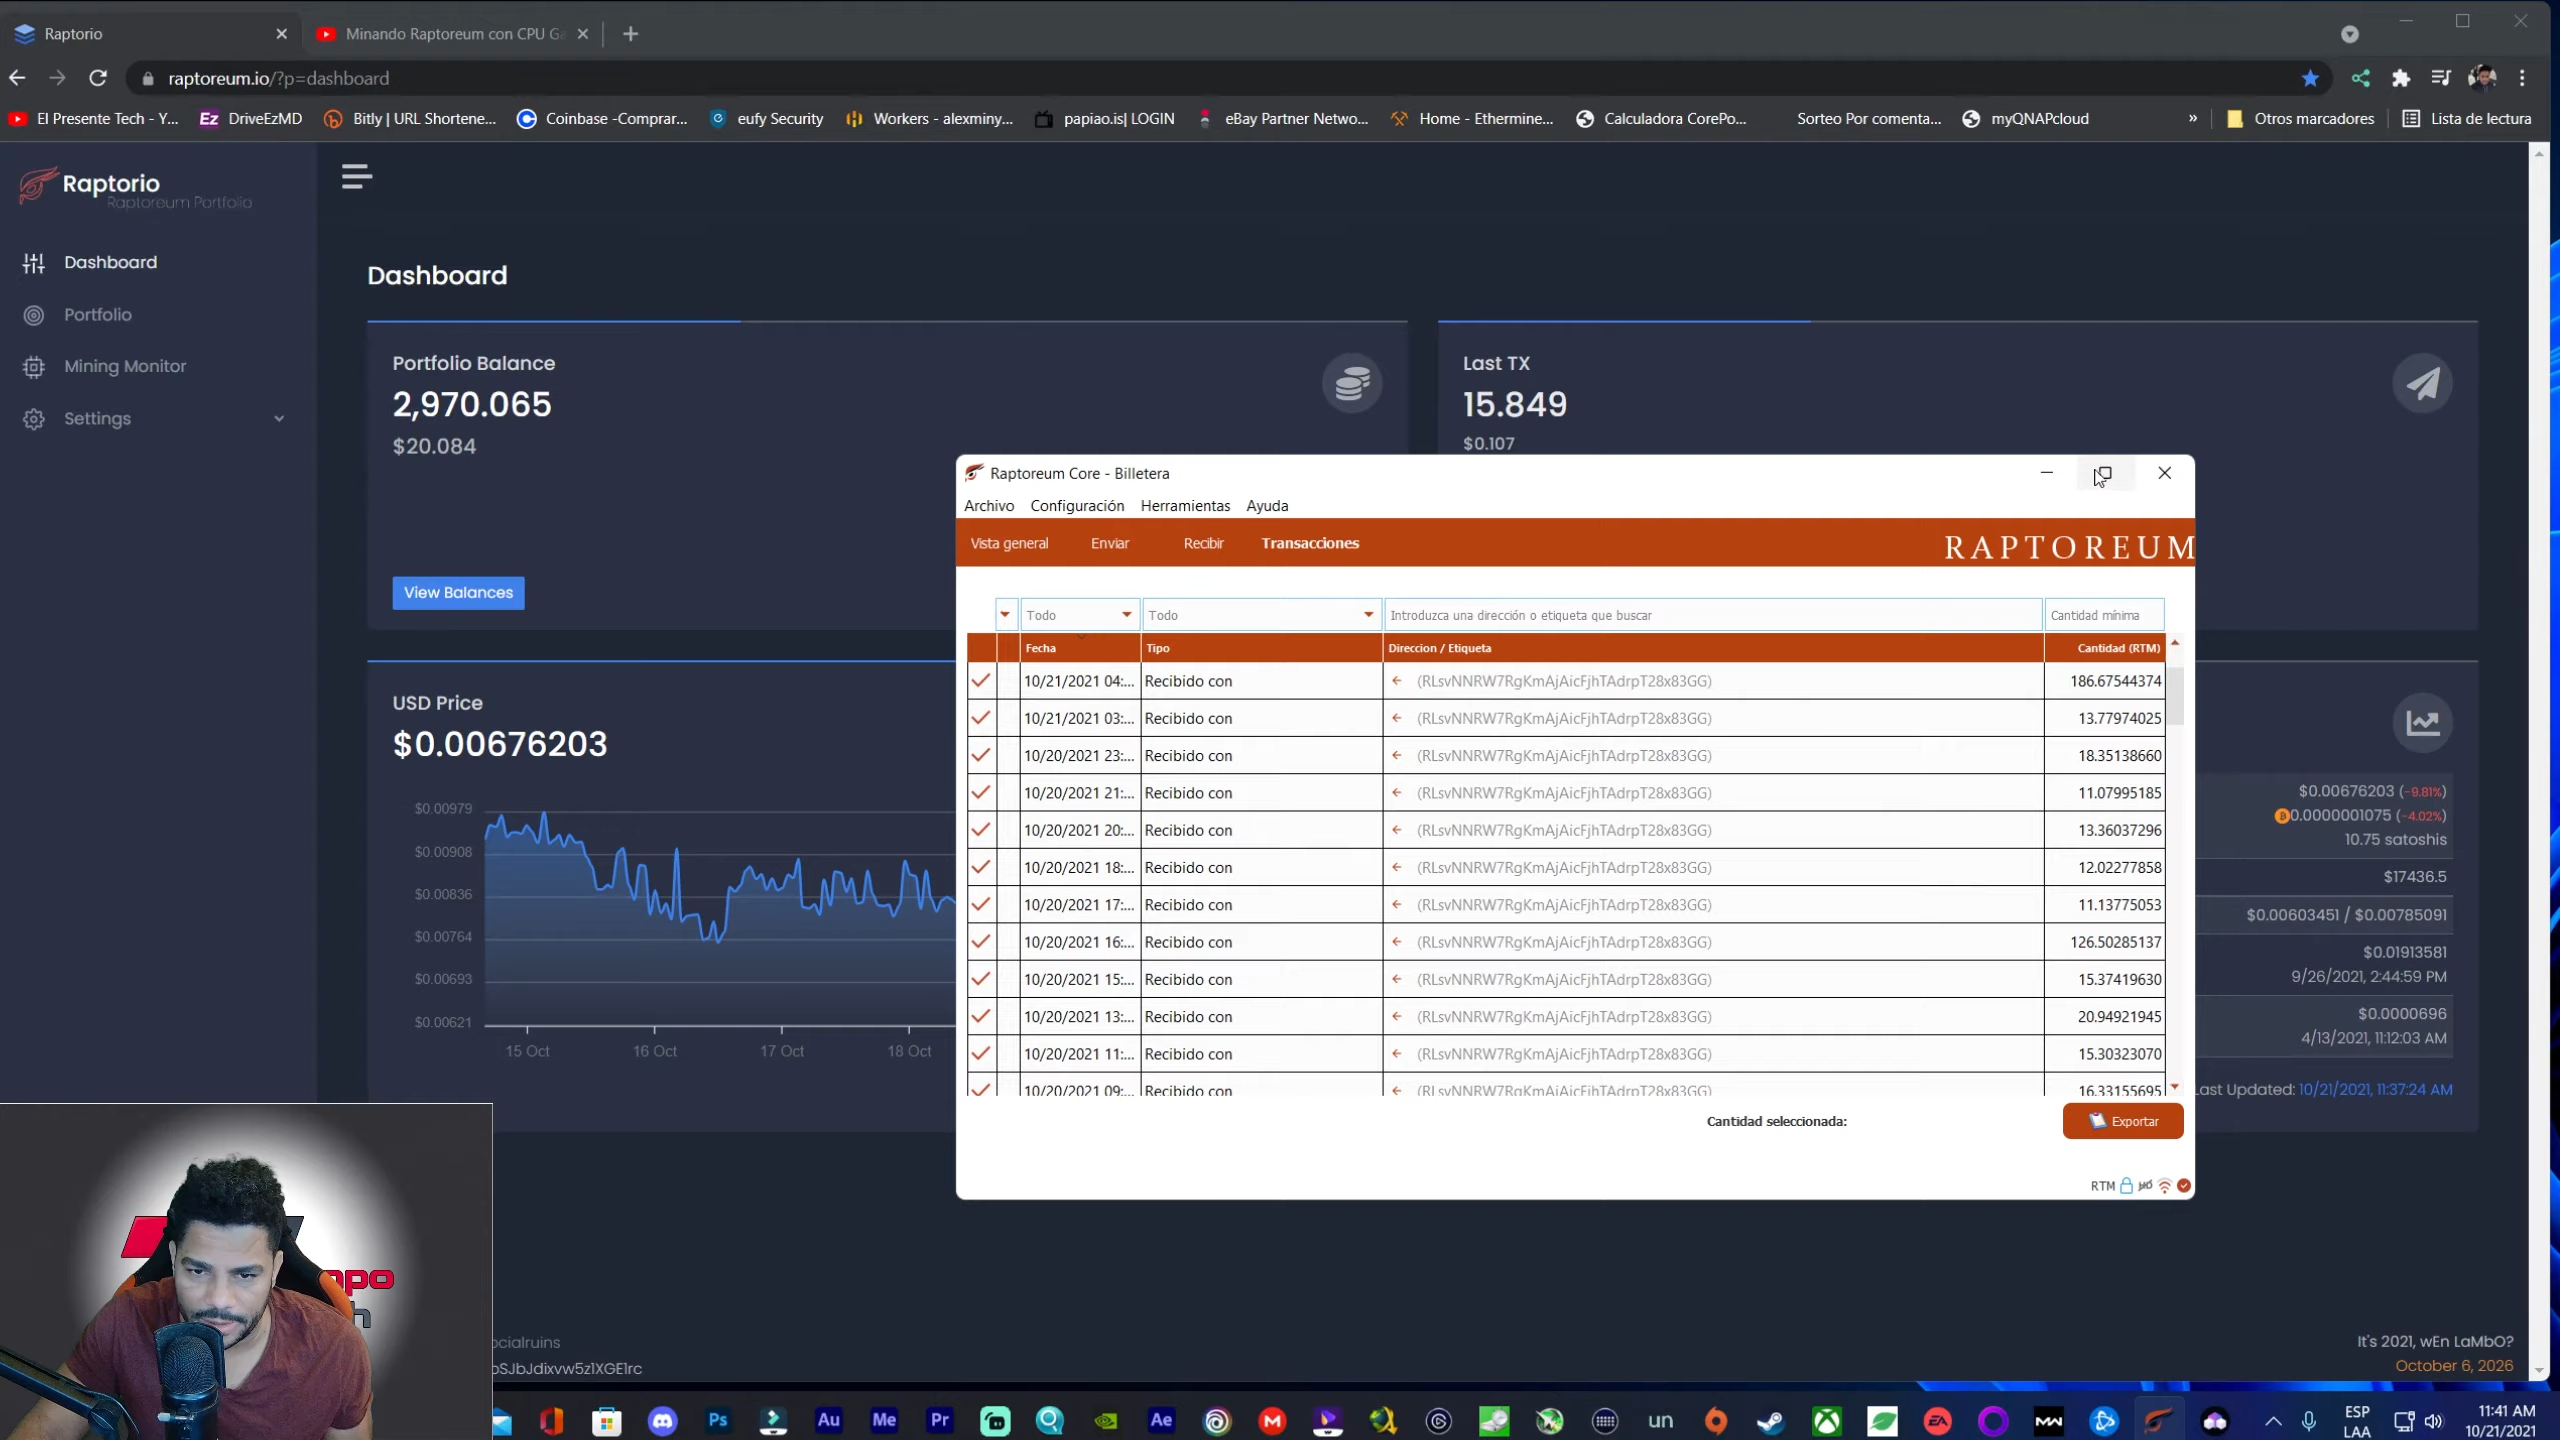 Raptorio
Minando Raptoreum con CPU Ga
raptoreum.io/?p=dashboard
El Presente Tech - Y...
Ez DriveEzMD
Bitly | URL Shortene...
Coinbase -Comprar...
eufy Security
Workers - alexminy...
papiao.is| LOGIN
eBay Partner Netwo...
Home - Ethermine...
Calculadora CorePo...
Sorteo Por comenta...
myQNAPcloud
»
Otros marcadores
Lista de lectura
Raptorio
Raptoreum Portfolio
Dashboard
Portfolio
Mining Monitor
Settings
Dashboard
Portfolio Balance
2,970.065
$20.084
View Balances
Last TX
15.849
$0.107
USD Price
$0.00676203
$0.00979
$0.00908
$0.00836
$0.00764
$0.00693
$0.00621
15 Oct
16 Oct
17 Oct
18 Oct
Raptoreum Core - Billetera
Archivo Configuración Herramientas Ayuda
Vista general Enviar Recibir Transacciones
RAPTOREUM
Todo Todo Introduzca una dirección o etiqueta que buscar Cantidad mínima
Fecha Tipo Direccion / Etiqueta Cantidad (RTM)
10/21/2021 04:... Recibido con (RLsvNNRW7RgKmAjAicFjhTAdrpT28x83GG) 186.67544374
10/21/2021 03:... Recibido con (RLsvNNRW7RgKmAjAicFjhTAdrpT28x83GG) 13.77974025
10/20/2021 23:... Recibido con (RLsvNNRW7RgKmAjAicFjhTAdrpT28x83GG) 18.35138660
10/20/2021 21:... Recibido con (RLsvNNRW7RgKmAjAicFjhTAdrpT28x83GG) 11.07995185
10/20/2021 20:... Recibido con (RLsvNNRW7RgKmAjAicFjhTAdrpT28x83GG) 13.36037296
10/20/2021 18:... Recibido con (RLsvNNRW7RgKmAjAicFjhTAdrpT28x83GG) 12.02277858
10/20/2021 17:... Recibido con (RLsvNNRW7RgKmAjAicFjhTAdrpT28x83GG) 11.13775053
10/20/2021 16:... Recibido con (RLsvNNRW7RgKmAjAicFjhTAdrpT28x83GG) 126.50285137
10/20/2021 15:... Recibido con (RLsvNNRW7RgKmAjAicFjhTAdrpT28x83GG) 15.37419630
10/20/2021 13:... Recibido con (RLsvNNRW7RgKmAjAicFjhTAdrpT28x83GG) 20.94921945
10/20/2021 11:... Recibido con (RLsvNNRW7RgKmAjAicFjhTAdrpT28x83GG) 15.30323070
10/20/2021 09:... Recibido con (RLsvNNRW7RgKmAjAicFjhTAdrpT28x83GG) 16.33155695
Cantidad seleccionada:
Exportar
RTM
$0.00676203 (-9.81%)
0.0000001075 (-4.02%)
10.75 satoshis
$17436.5
$0.00603451 / $0.00785091
$0.01913581
9/26/2021, 2:44:59 PM
$0.0000696
4/13/2021, 11:12:03 AM
Last Updated: 10/21/2021, 11:37:24 AM
ocialruins
oSJbJdixvw5z1XGE1rc
It's 2021, wEn LaMbO?
October 6, 2026
Ps
Au
Me
Pr
Ae
un
EA
ESP
LAA
11:41 AM
10/21/2021